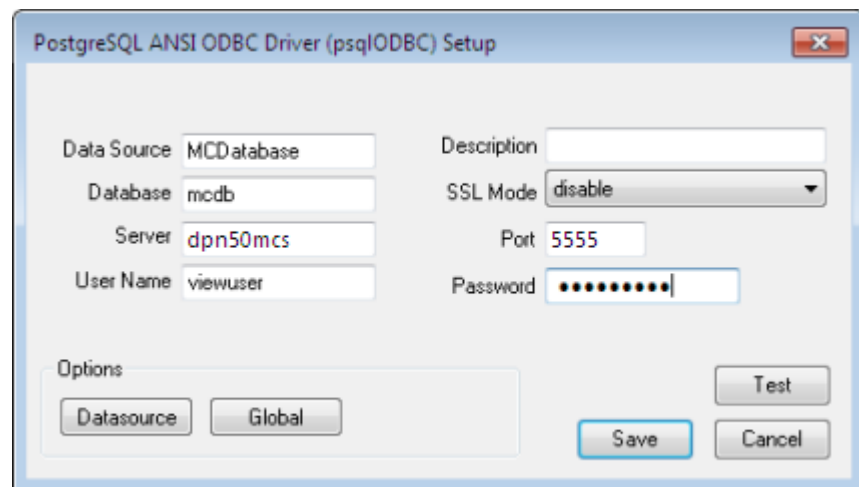 PostgreSQL ANSI ODBC Driver (psqlODBC) Setup
Data Source MCDatabase
Description
Database mcdb
SSL Mode disable
Server dpn50mcs
Port 5555
User Name viewuser
Password ●●●●●●●●●
Options
Datasource Global
Test
Save Cancel